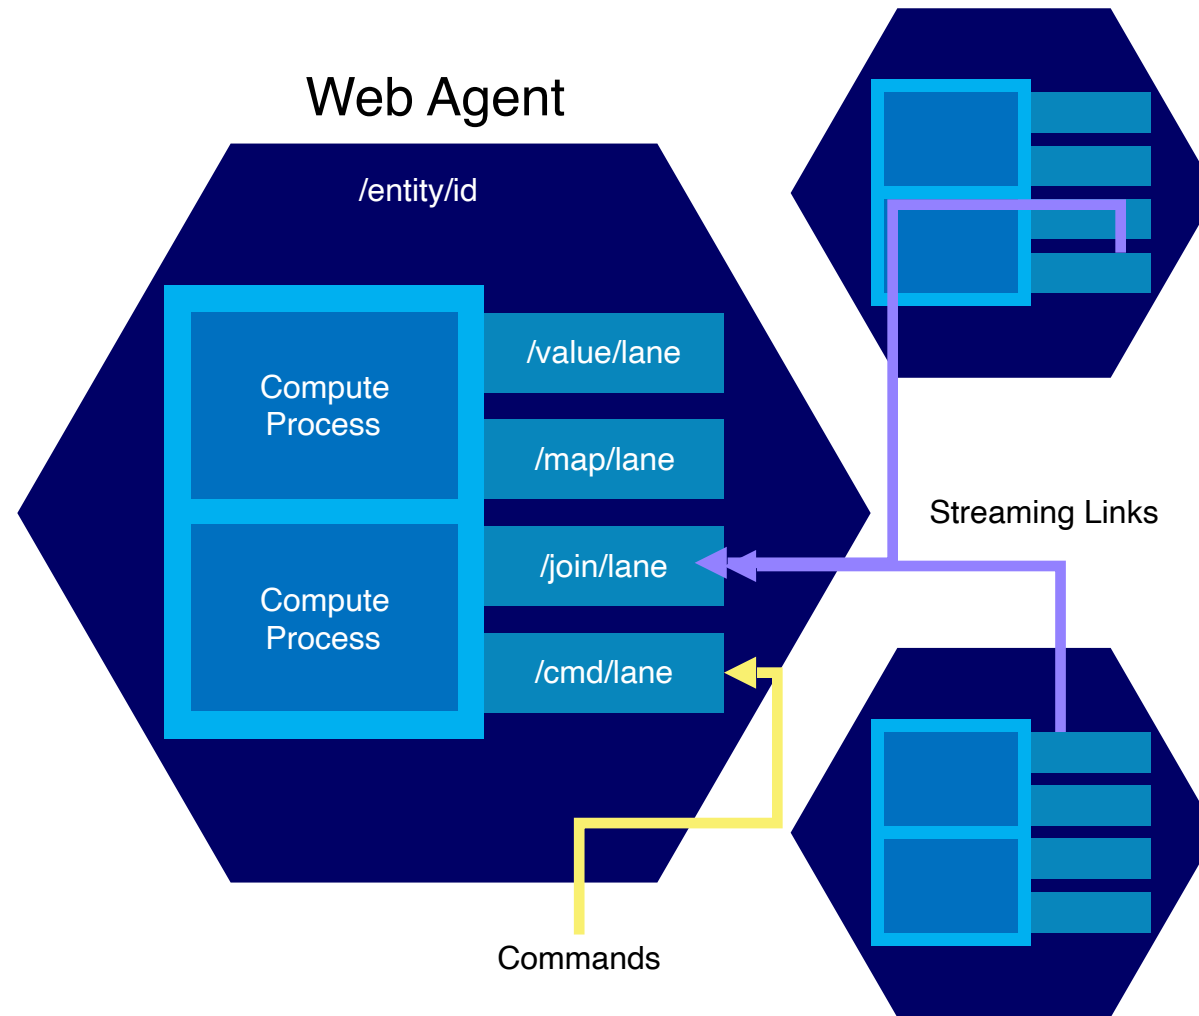 Web Agent
/entity/id
Compute
Process
/value/lane
/map/lane
Compute
Process
/join/lane
/cmd/lane
Streaming Links
Commands